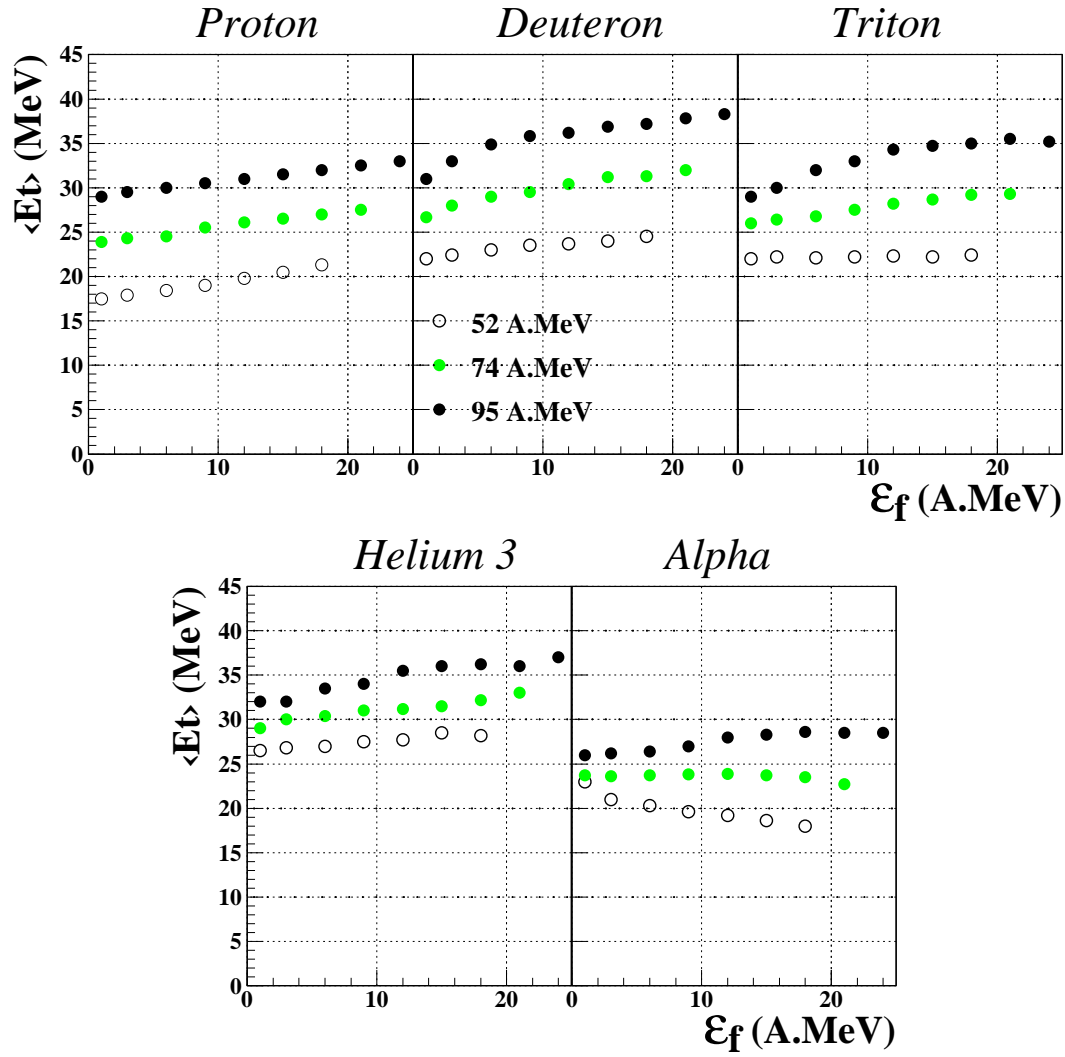 Proton Deuteron Triton
<Et> (MeV)
45
40
35
30
25
20
15
10
5
0
52 A.MeV
74 A.MeV
95 A.MeV
0 10 20 0 10 20 0 10 20
εf (A.MeV)
Helium 3 Alpha
<Et> (MeV)
45
40
35
30
25
20
15
10
5
0
0 10 20 0 10 20
εf (A.MeV)